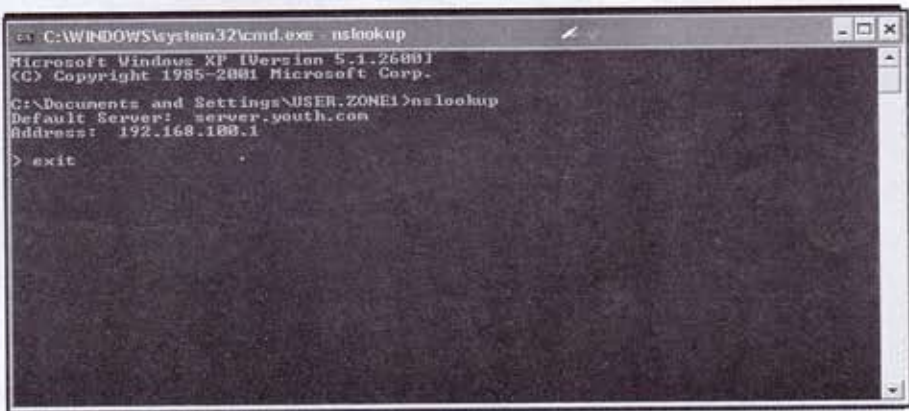 C:\WINDOWS\system32\cmd.exe - nslookup
Microsoft Windows XP [Version 5.1.2600]
(C) Copyright 1985-2001 Microsoft Corp.
C:\Documents and Settings\USER.ZONE1>nslookup
Default Server: server.youth.com
Address: 192.168.100.1
> exit